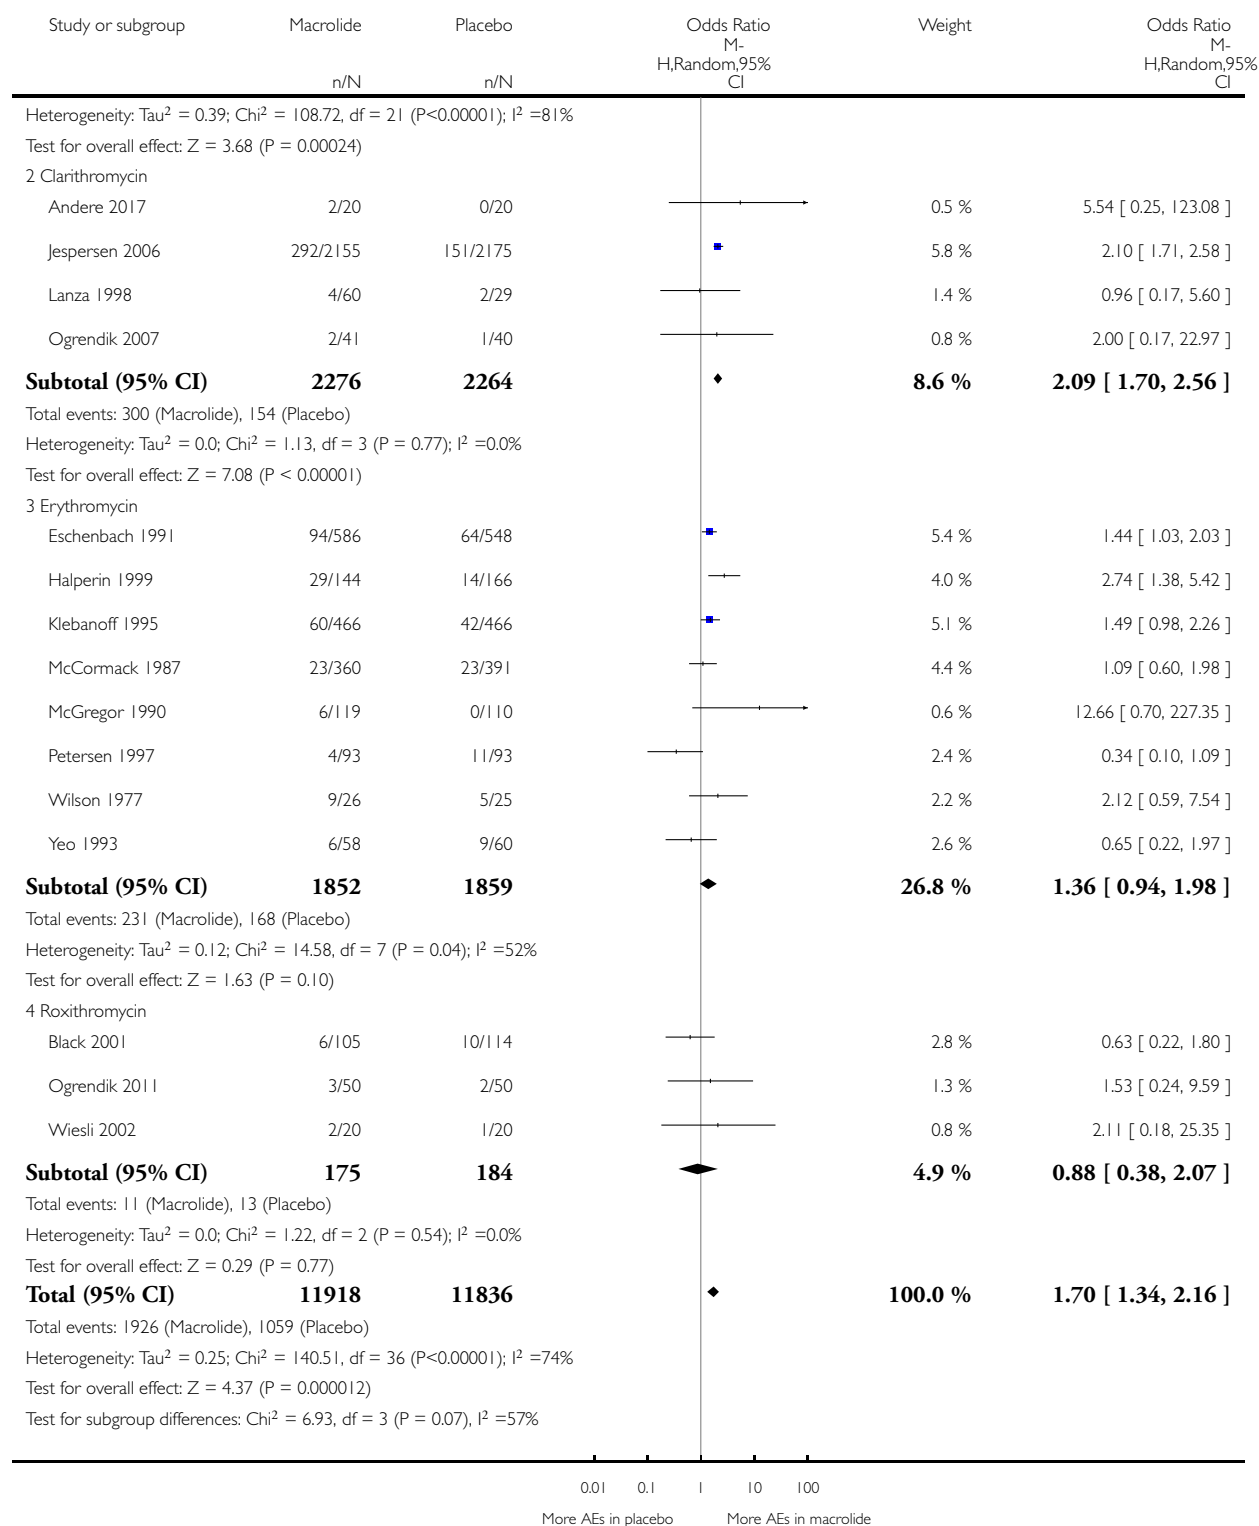 Study or subgroup Macrolide Placebo Odds Ratio Weight Odds Ratio
M- M-
H,Random,95% H,Random,95%
n/N n/N CI CI
Heterogeneity: Tau² = 0.39; Chi² = 108.72, df = 21 (P<0.00001); I² =81%
Test for overall effect: Z = 3.68 (P = 0.00024)
2 Clarithromycin
Andere 2017 2/20 0/20 0.5 % 5.54 [ 0.25, 123.08 ]
Jespersen 2006 292/2155 151/2175 5.8 % 2.10 [ 1.71, 2.58 ]
Lanza 1998 4/60 2/29 1.4 % 0.96 [ 0.17, 5.60 ]
Ogrendik 2007 2/41 1/40 0.8 % 2.00 [ 0.17, 22.97 ]
Subtotal (95% CI) 2276 2264 8.6 % 2.09 [ 1.70, 2.56 ]
Total events: 300 (Macrolide), 154 (Placebo)
Heterogeneity: Tau² = 0.0; Chi² = 1.13, df = 3 (P = 0.77); I² =0.0%
Test for overall effect: Z = 7.08 (P < 0.00001)
3 Erythromycin
Eschenbach 1991 94/586 64/548 5.4 % 1.44 [ 1.03, 2.03 ]
Halperin 1999 29/144 14/166 4.0 % 2.74 [ 1.38, 5.42 ]
Klebanoff 1995 60/466 42/466 5.1 % 1.49 [ 0.98, 2.26 ]
McCormack 1987 23/360 23/391 4.4 % 1.09 [ 0.60, 1.98 ]
McGregor 1990 6/119 0/110 0.6 % 12.66 [ 0.70, 227.35 ]
Petersen 1997 4/93 11/93 2.4 % 0.34 [ 0.10, 1.09 ]
Wilson 1977 9/26 5/25 2.2 % 2.12 [ 0.59, 7.54 ]
Yeo 1993 6/58 9/60 2.6 % 0.65 [ 0.22, 1.97 ]
Subtotal (95% CI) 1852 1859 26.8 % 1.36 [ 0.94, 1.98 ]
Total events: 231 (Macrolide), 168 (Placebo)
Heterogeneity: Tau² = 0.12; Chi² = 14.58, df = 7 (P = 0.04); I² =52%
Test for overall effect: Z = 1.63 (P = 0.10)
4 Roxithromycin
Black 2001 6/105 10/114 2.8 % 0.63 [ 0.22, 1.80 ]
Ogrendik 2011 3/50 2/50 1.3 % 1.53 [ 0.24, 9.59 ]
Wiesli 2002 2/20 1/20 0.8 % 2.11 [ 0.18, 25.35 ]
Subtotal (95% CI) 175 184 4.9 % 0.88 [ 0.38, 2.07 ]
Total events: 11 (Macrolide), 13 (Placebo)
Heterogeneity: Tau² = 0.0; Chi² = 1.22, df = 2 (P = 0.54); I² =0.0%
Test for overall effect: Z = 0.29 (P = 0.77)
Total (95% CI) 11918 11836 100.0 % 1.70 [ 1.34, 2.16 ]
Total events: 1926 (Macrolide), 1059 (Placebo)
Heterogeneity: Tau² = 0.25; Chi² = 140.51, df = 36 (P<0.00001); I² =74%
Test for overall effect: Z = 4.37 (P = 0.000012)
Test for subgroup differences: Chi² = 6.93, df = 3 (P = 0.07), I² =57%
0.01 0.1 1 10 100
More AEs in placebo More AEs in macrolide